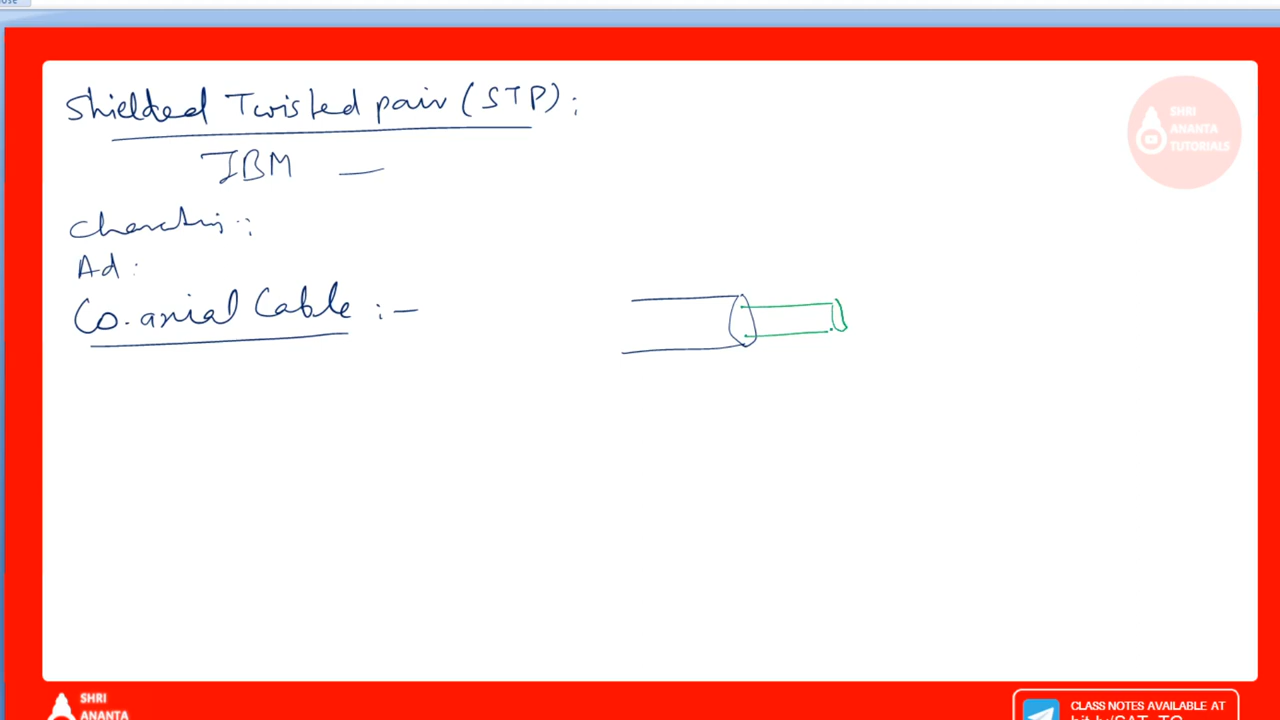 Shielded Twisted pair (STP):
IBM —
Ad:
Co.axial Cable :-
SHRI
ANANTA
TUTORIALS
SHRI
ANANTA
CLASS NOTES AVAILABLE AT